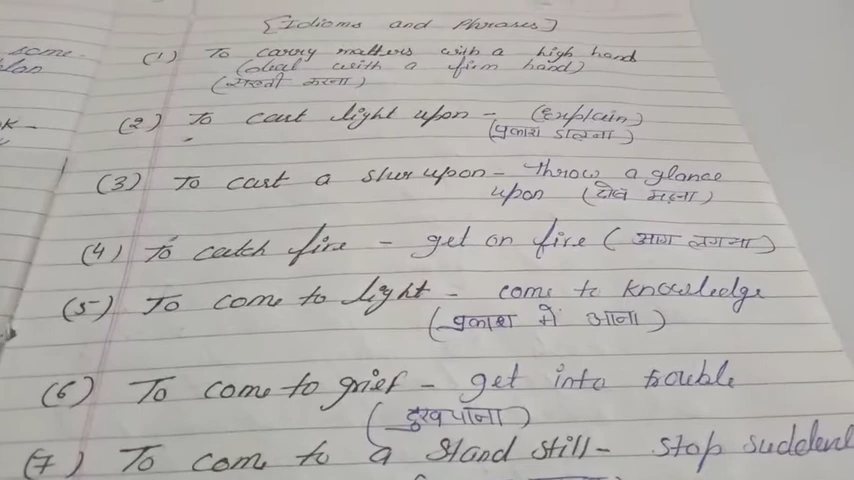 [Idioms and Phrases]
some-
plan
(1) To carry matters with a high hand
(deal with a firm hand)
(सख्ती करना)
(2) To cast light upon - (explain)
(प्रकाश डालना)
(3) To cast a slur upon - throw a glance
upon (दोष मढ़ना)
(4) To catch fire - get on fire (आग लगना)
(5) To come to light - come to knowledge
(प्रकाश में आना)
(6) To come to grief - get into trouble
(दुखपाना)
(7) To come to a stand still - stop suddenl